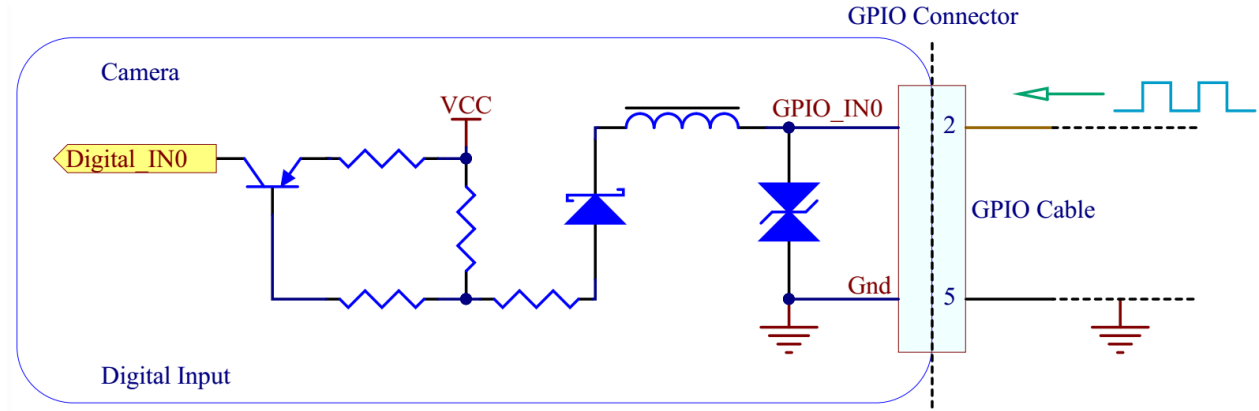 GPIO Connector
Camera
VCC
GPIO_IN0
2
Digital_IN0
GPIO Cable
Gnd
5
Digital Input